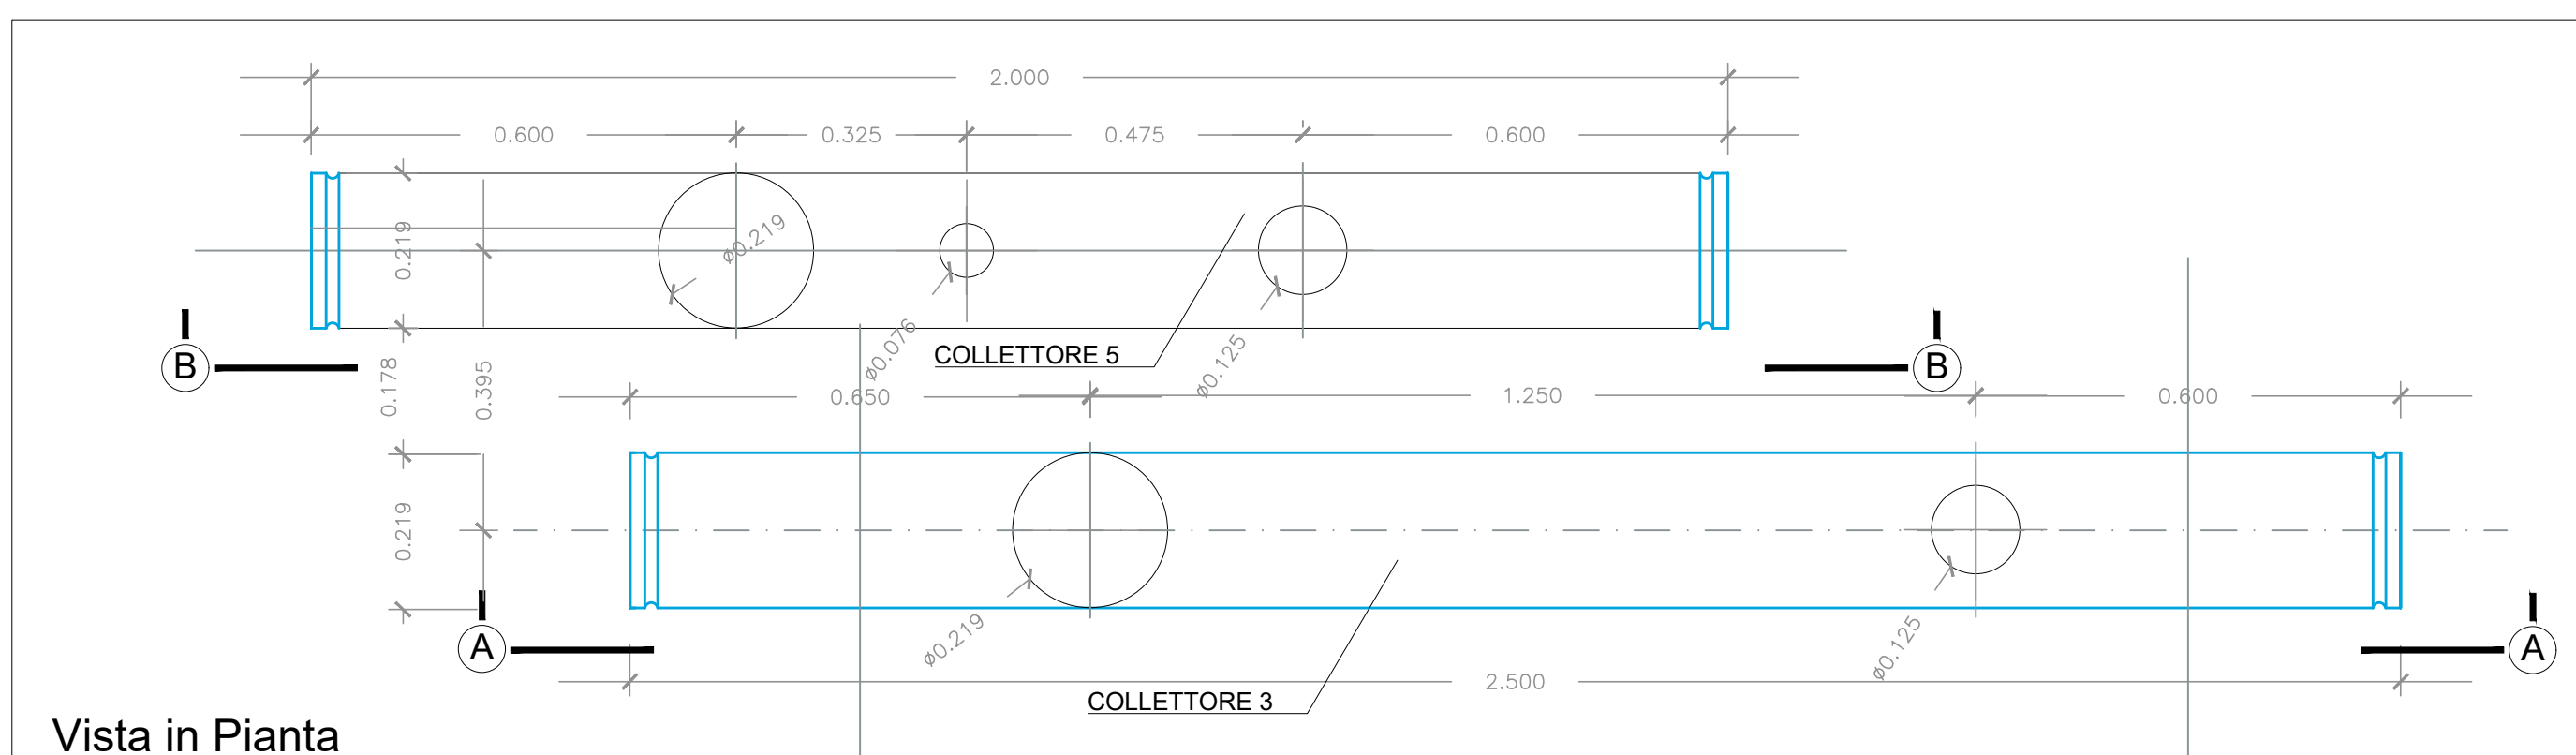 2.000
0.600 0.325 0.475 0.600
0.219
ø0.219
ø0.076
ø0.125
COLLETTORE 5
B
B
0.178
0.395
0.650 1.250 0.600
0.219
A
A
ø0.219
ø0.125
2.500
COLLETTORE 3
Vista in Pianta